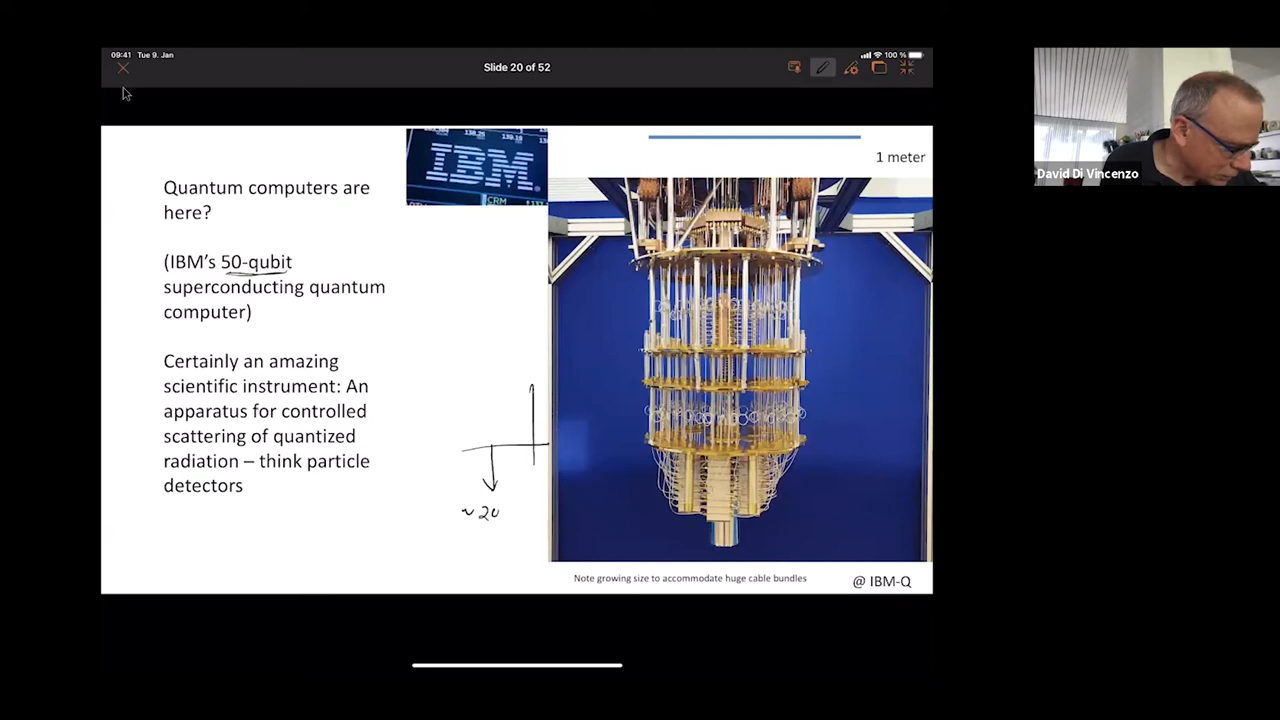 09:41 Tue 9. Jan
100 %
Slide 20 of 52
IBM
CRM
1 meter
Quantum computers are
here?
(IBM's 50-qubit
superconducting quantum
computer)
Certainly an amazing
scientific instrument: An
apparatus for controlled
scattering of quantized
radiation – think particle
detectors
~ 20
Note growing size to accommodate huge cable bundles
@ IBM-Q
David Di Vincenzo